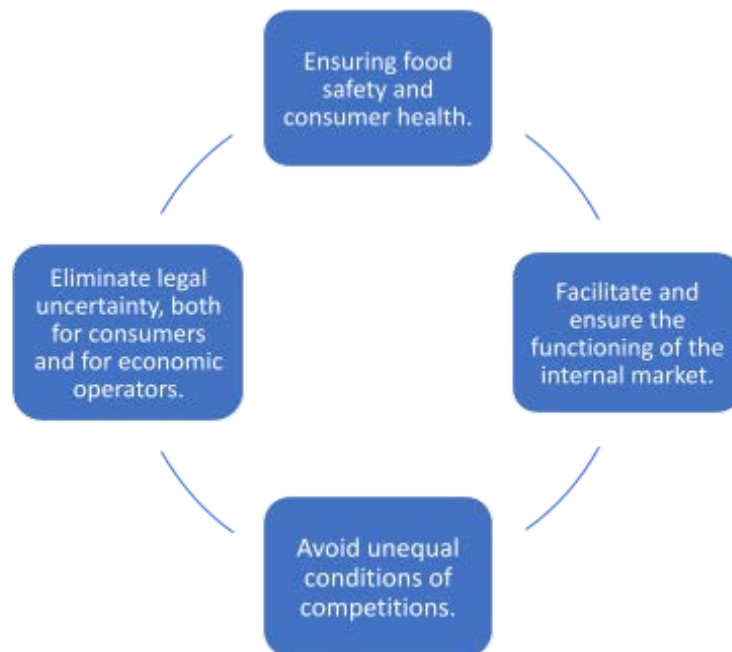 Ensuring food
safety and
consumer health.
Eliminate legal
uncertainty, both
for consumers
and for economic
operators.
Facilitate and
ensure the
functioning of the
internal market.
Avoid unequal
conditions of
competitions.